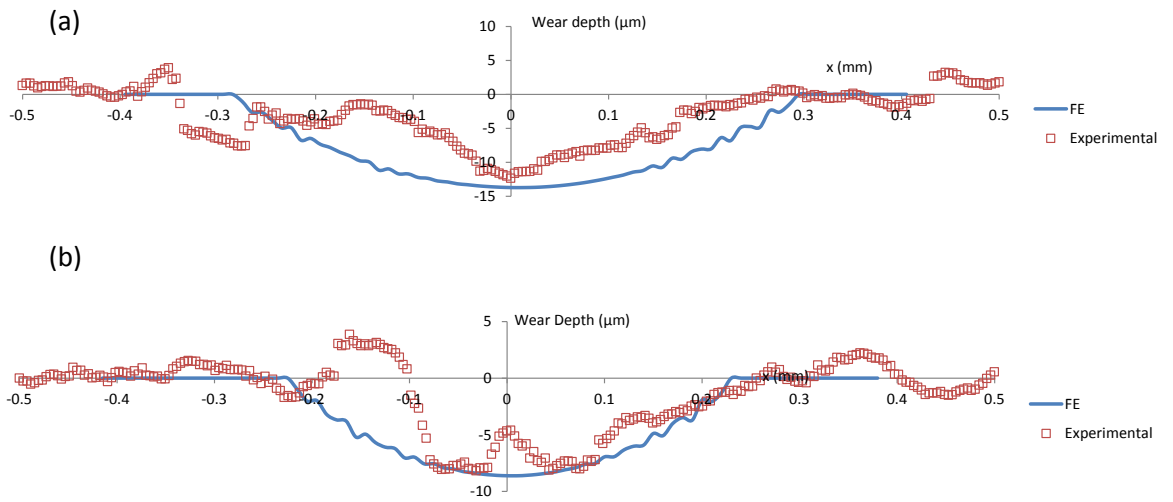 (a)
Wear depth (µm)
10
5
x (mm)
0
-0.5 -0.4 -0.3 -0.2 -0.1 0 0.1 0.2 0.3 0.4 0.5
-5
-10
-15
FE
Experimental
(b)
Wear Depth (µm)
5
x (mm)
0
-0.5 -0.4 -0.3 -0.2 -0.1 0 0.1 0.2 0.3 0.4 0.5
-5
-10
FE
Experimental